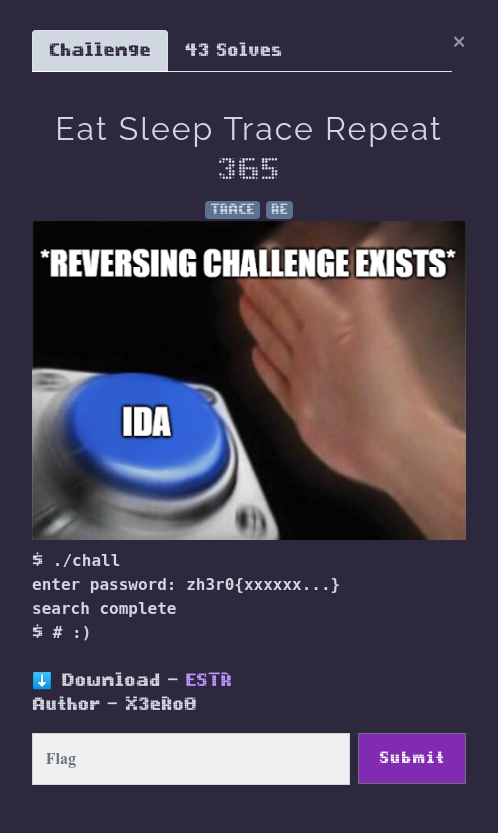 Challenge
43 Solves
×
Eat Sleep Trace Repeat
365
TRACE RE
*REVERSING CHALLENGE EXISTS*
IDA
$ ./chall
enter password: zh3r0{xxxxxx...}
search complete
$ # :)
⬇️ Download - ESTR
Author - X3eRo0
Flag
Submit